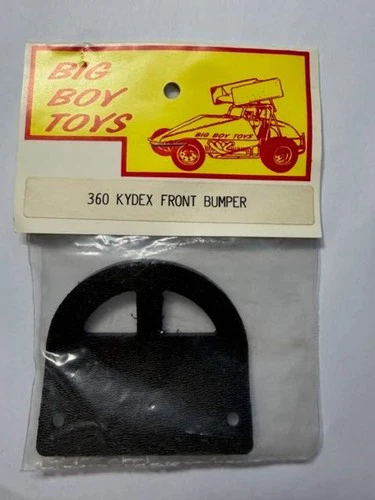 BIG
BOY
TOYS
BIG BOY TOYS
360 KYDEX FRONT BUMPER